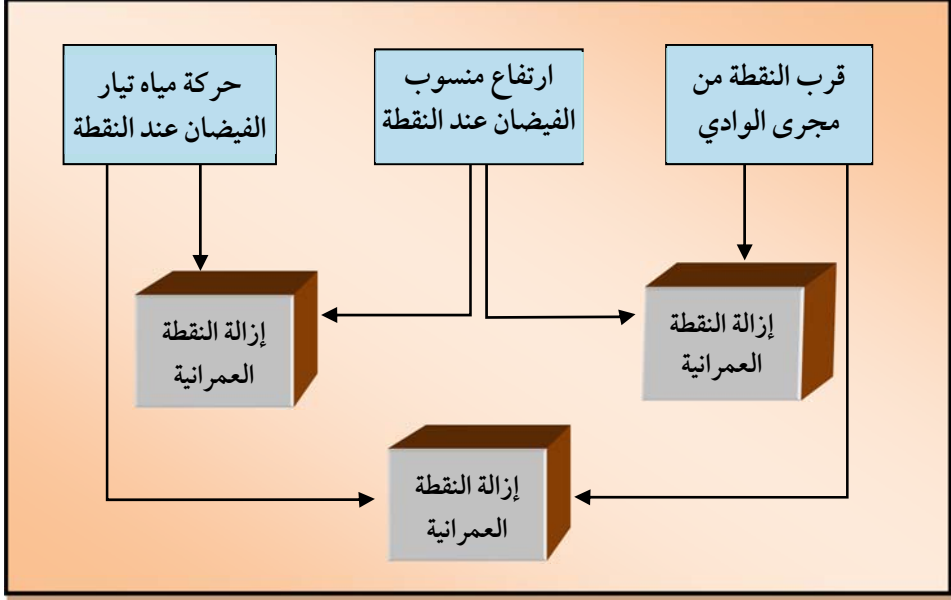 قرب النقطة من
مجرى الوادي
ارتفاع منسوب
الفيضان عند النقطة
حركة مياه تيار
الفيضان عند النقطة
إزالة النقطة
العمرانية
إزالة النقطة
العمرانية
إزالة النقطة
العمرانية